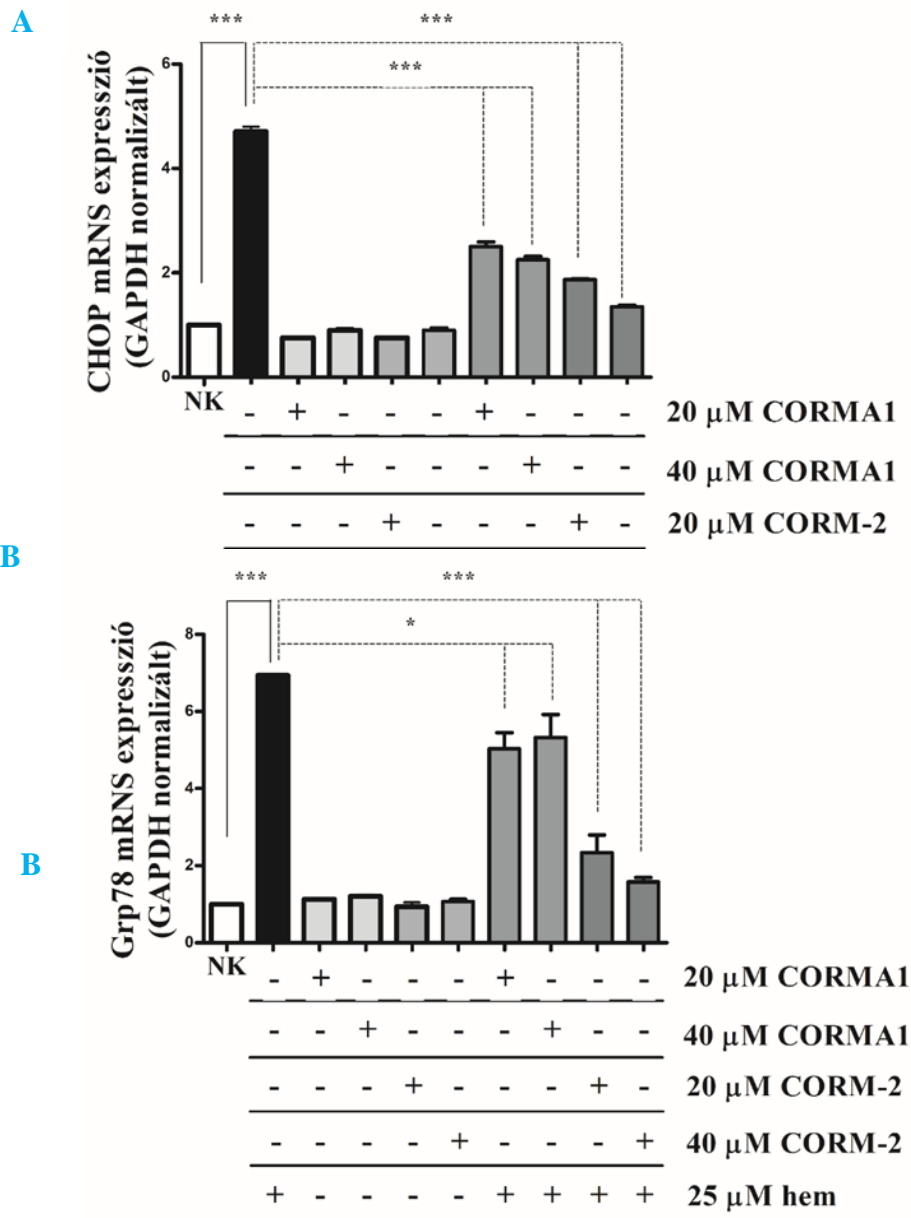 A
*** ***
***
CHOP mRNS expresszió
(GAPDH normalizált)
6
4
2
0
NK
- + - - - - + - - - 20 μM CORMA1
- - + - - - - + - - 40 μM CORMA1
- - - + - - - - + - 20 μM CORM-2
B
*** ***
*
Grp78 mRNS expresszió
(GAPDH normalizált)
8
6
4
2
0
B
NK
- + - - - + - - - 20 μM CORMA1
- - + - - - + - - 40 μM CORMA1
- - - + - - - + - 20 μM CORM-2
- - - - + - - - + 40 μM CORM-2
+ - - - - + + + + 25 μM hem